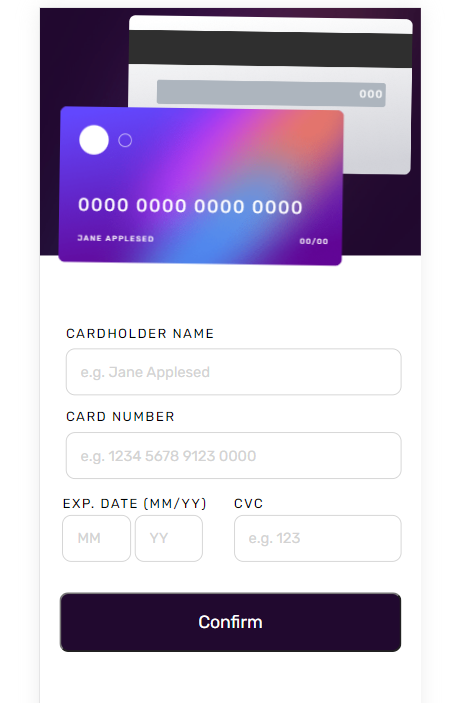 000
0000 0000 0000 0000
JANE APPLESED 00/00
CARDHOLDER NAME
e.g. Jane Applesed
CARD NUMBER
e.g. 1234 5678 9123 0000
EXP. DATE (MM/YY) CVC
MM YY e.g. 123
Confirm